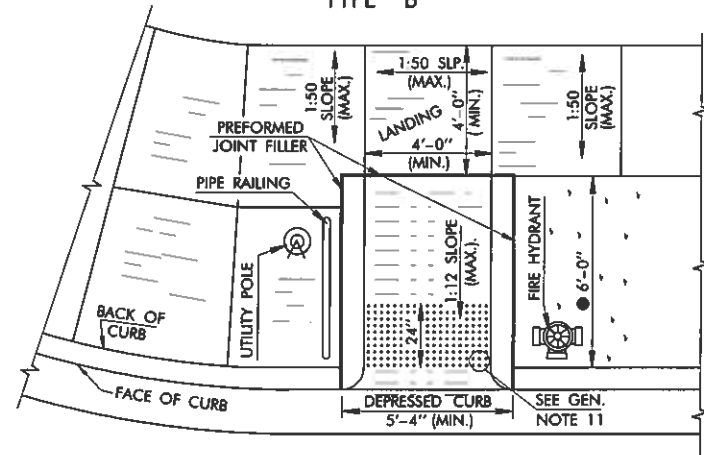 TYPE B
1:50
SLOPE
(MAX.)
1:50 SLP.
(MAX.)
LANDING
4'-0"
(MIN.)
4'-0"
(MIN.)
1:50
SLOPE
(MAX.)
PREFORMED
JOINT FILLER
PIPE RAILING
UTILITY POLE
1:12 SLOPE
(MAX.)
24"
FIRE HYDRANT
6'-0"
BACK OF
CURB
FACE OF CURB
DEPRESSED CURB
5'-4" (MIN.)
SEE GEN.
NOTE 11